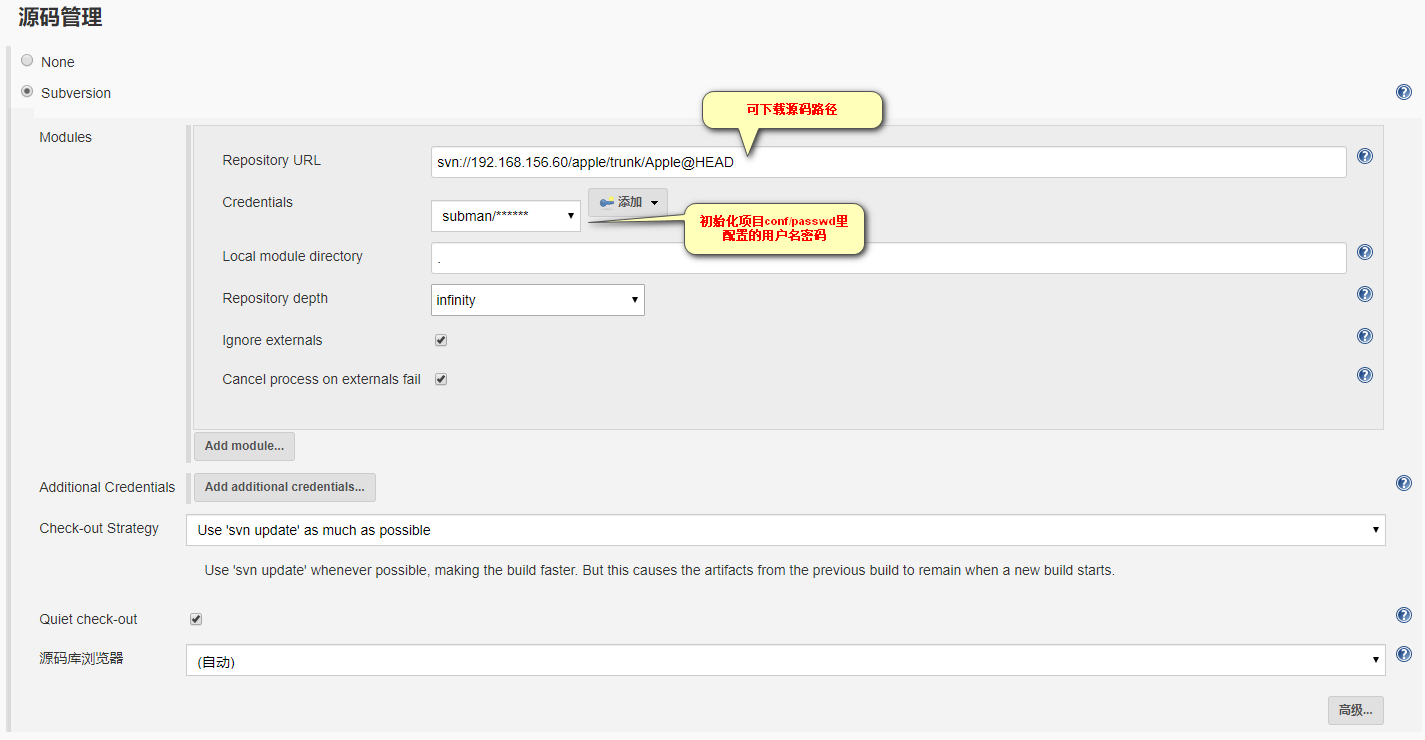 源码管理
None
Subversion
可下载源码路径
Modules
Repository URL
svn://192.168.156.60/apple/trunk/Apple@HEAD
Credentials
subman/******
添加
初始化项目conf/passwd里
配置的用户名密码
Local module directory
.
Repository depth
infinity
Ignore externals
Cancel process on externals fail
Add module...
Additional Credentials
Add additional credentials...
Check-out Strategy
Use 'svn update' as much as possible
Use 'svn update' whenever possible, making the build faster. But this causes the artifacts from the previous build to remain when a new build starts.
Quiet check-out
源码库浏览器
(自动)
高级...